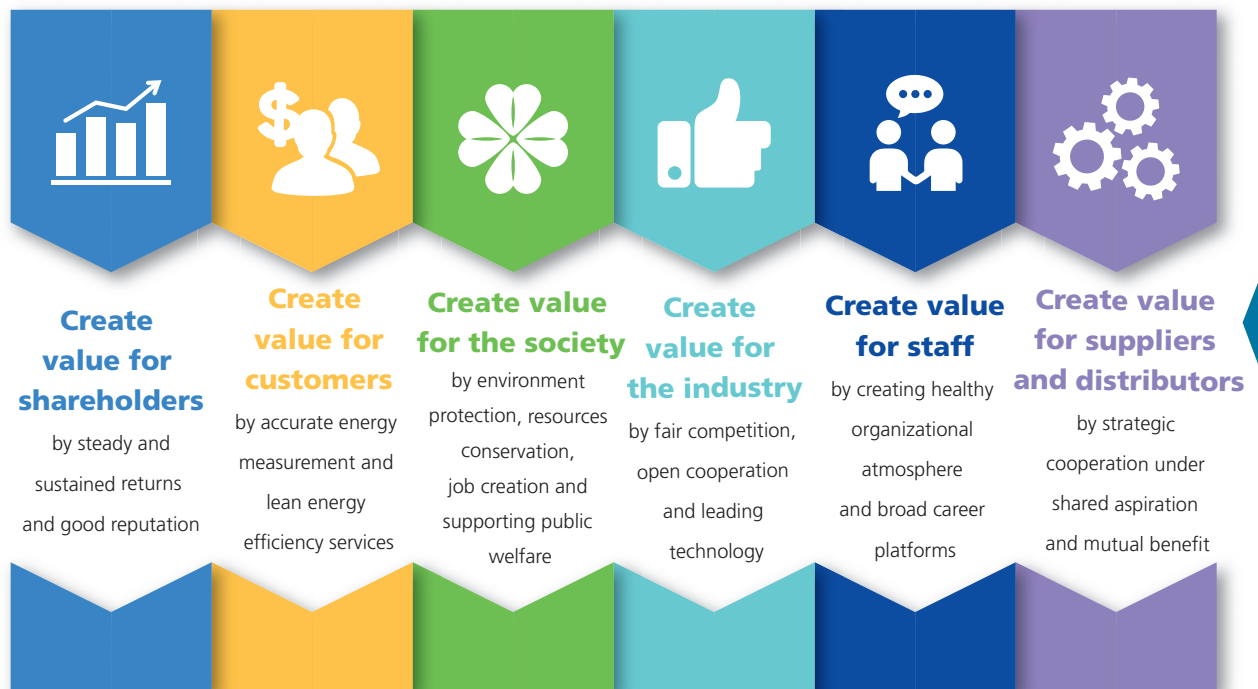 Create
value for
shareholders
by steady and
sustained returns
and good reputation
Create
value for
customers
by accurate energy
measurement and
lean energy
efficiency services
Create value
for the society
by environment
protection, resources
conservation,
job creation and
supporting public
welfare
Create
value for
the industry
by fair competition,
open cooperation
and leading
technology
Create value
for staff
by creating healthy
organizational
atmosphere
and broad career
platforms
Create value
for suppliers
and distributors
by strategic
cooperation under
shared aspiration
and mutual benefit
$